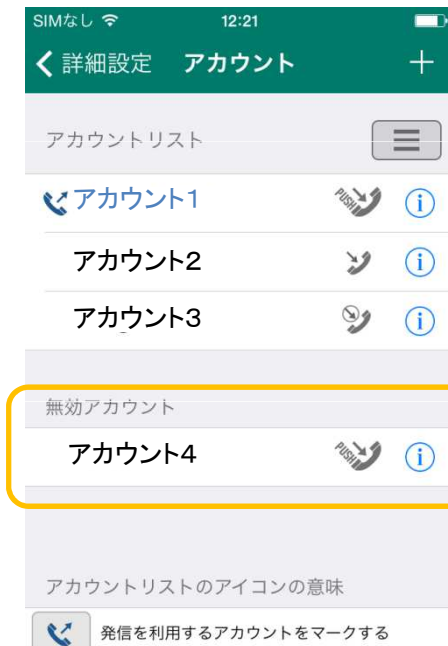 SIMなし 12:21
詳細設定 アカウント
アカウントリスト
アカウント1 PUSH
アカウント2
アカウント3
無効アカウント
アカウント4 PUSH
アカウントリストのアイコンの意味
発信を利用するアカウントをマークする